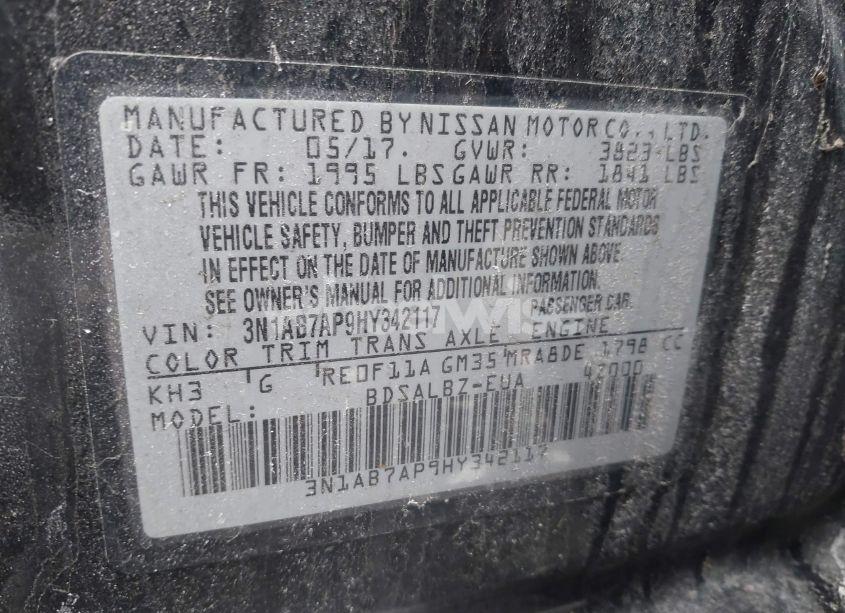 MANUFACTURED BY NISSAN MOTOR CO., LTD.
DATE: 05/17. GVWR: 3823 LBS
GAWR FR: 1995 LBS GAWR RR: 1841 LBS
THIS VEHICLE CONFORMS TO ALL APPLICABLE FEDERAL MOTOR
VEHICLE SAFETY, BUMPER AND THEFT PREVENTION STANDARDS
IN EFFECT ON THE DATE OF MANUFACTURE SHOWN ABOVE.
SEE OWNER'S MANUAL FOR ADDITIONAL INFORMATION.
VIN: 3N1AB7AP9HY342117 PASSENGER CAR.
COLOR TRIM TRANS AXLE ENGINE
KH3 G RE0F11A GM35 MRA8DE 1798 CC
MODEL: BDSALBZ-EUA 42000
3N1AB7AP9HY342117